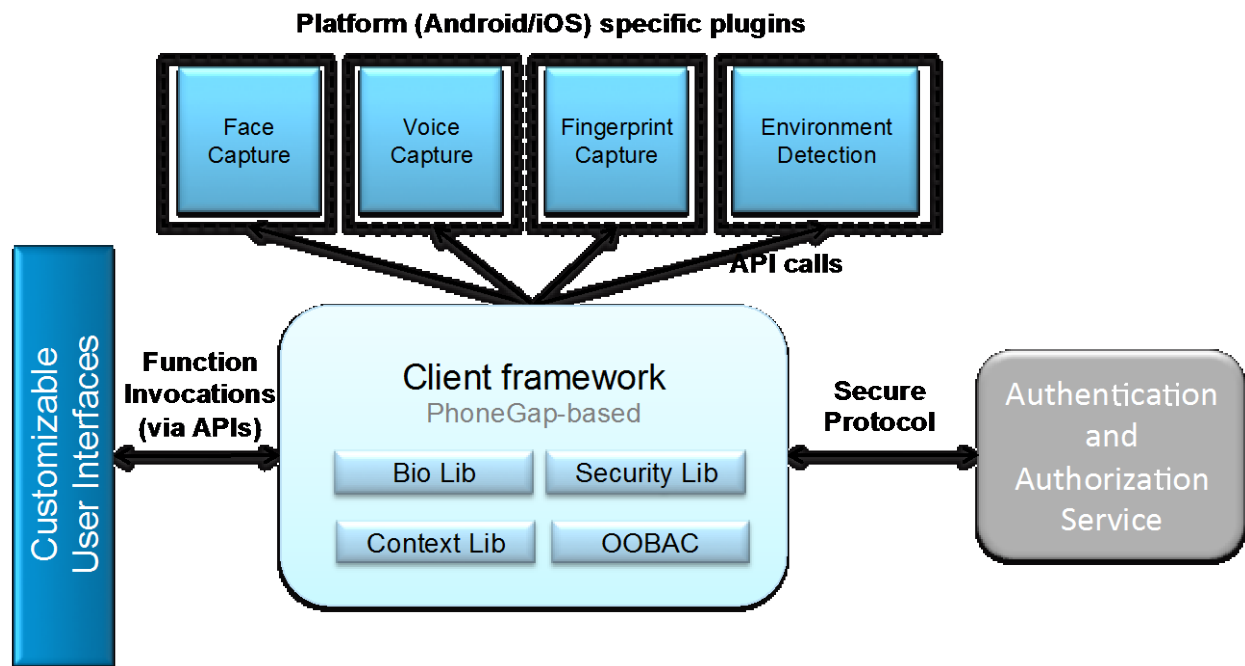 Platform (Android/iOS) specific plugins
Face
Capture
Voice
Capture
Fingerprint
Capture
Environment
Detection
API calls
Customizable
User Interfaces
Function
Invocations
(via APIs)
Client framework
PhoneGap-based
Bio Lib
Security Lib
Context Lib
OOBAC
Secure
Protocol
Authentication
and
Authorization
Service